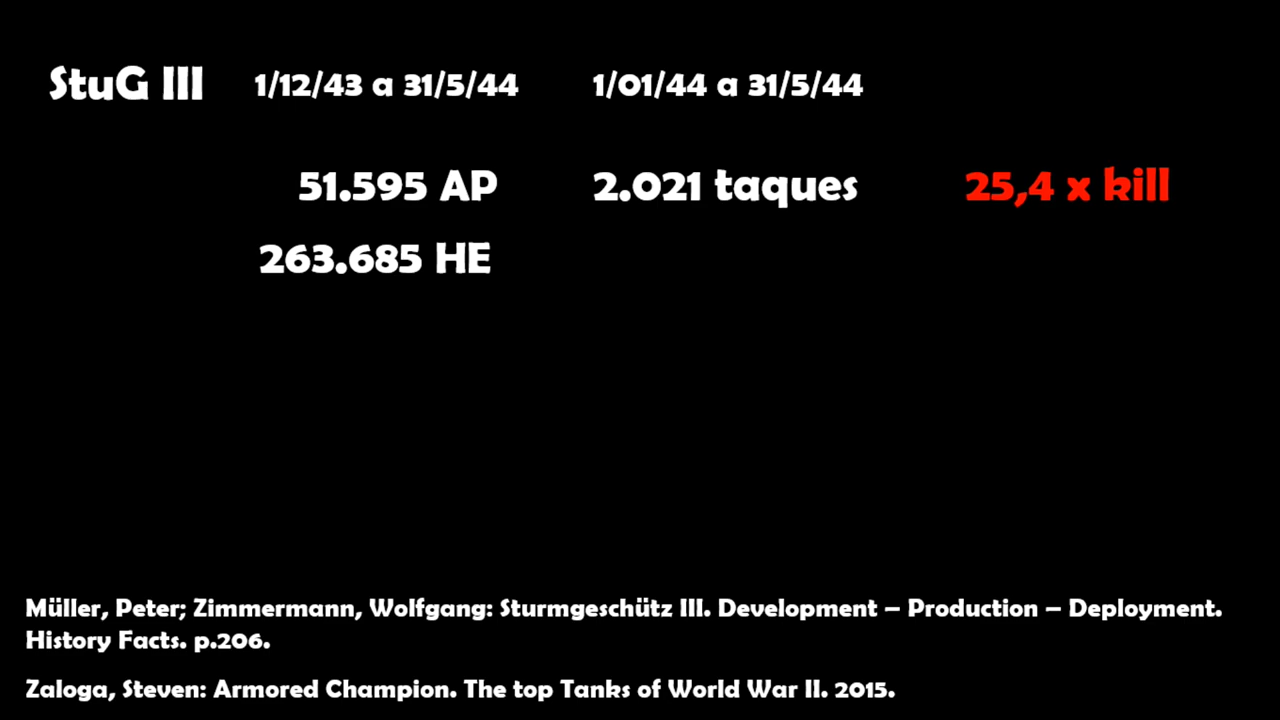 StuG III 1/12/43 a 31/5/44 1/01/44 a 31/5/44
51.595 AP 2.021 taques 25,4 x kill
263.685 HE
Müller, Peter; Zimmermann, Wolfgang: Sturmgeschütz III. Development – Production – Deployment.
History Facts. p.206.
Zaloga, Steven: Armored Champion. The top Tanks of World War II. 2015.